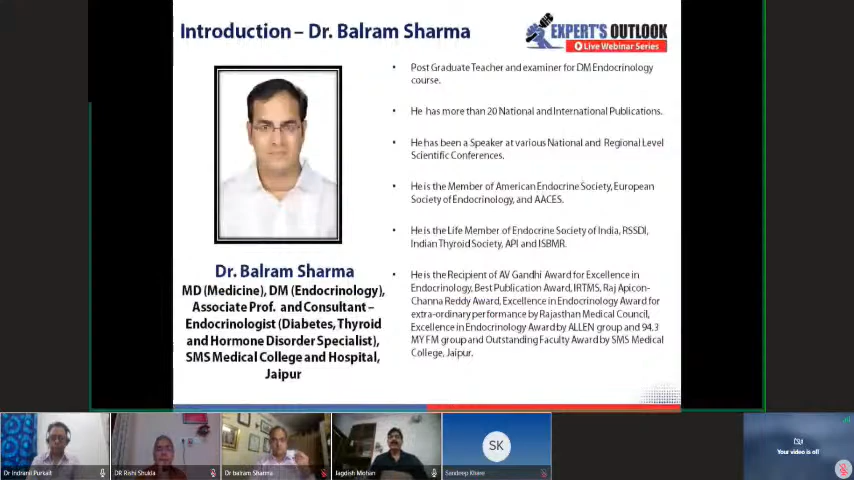 Introduction – Dr. Balram Sharma
EXPERT'S OUTLOOK
Live Webinar Series
• Post Graduate Teacher and examiner for DM Endocrinology
course.
• He has more than 20 National and International Publications.
• He has been a Speaker at various National and Regional Level
Scientific Conferences.
• He is the Member of American Endocrine Society, European
Society of Endocrinology, and AACES.
• He is the Life Member of Endocrine Society of India, RSSDI,
Indian Thyroid Society, API and ISBMR.
• He is the Recipient of AV Gandhi Award for Excellence in
Endocrinology, Best Publication Award, IRTMS, Raj Apicon-
Channa Reddy Award, Excellence in Endocrinology Award for
extra-ordinary performance by Rajasthan Medical Council,
Excellence in Endocrinology Award by ALLEN group and 94.3
MY FM group and Outstanding Faculty Award by SMS Medical
College, Jaipur.
Dr. Balram Sharma
MD (Medicine), DM (Endocrinology),
Associate Prof. and Consultant –
Endocrinologist (Diabetes, Thyroid
and Hormone Disorder Specialist),
SMS Medical College and Hospital,
Jaipur
SK
Your video is off
Dr Indranil Purkait
DR Rishi Shukla
Dr balram Sharma
Jagdish Mohan
Sandeep Khare